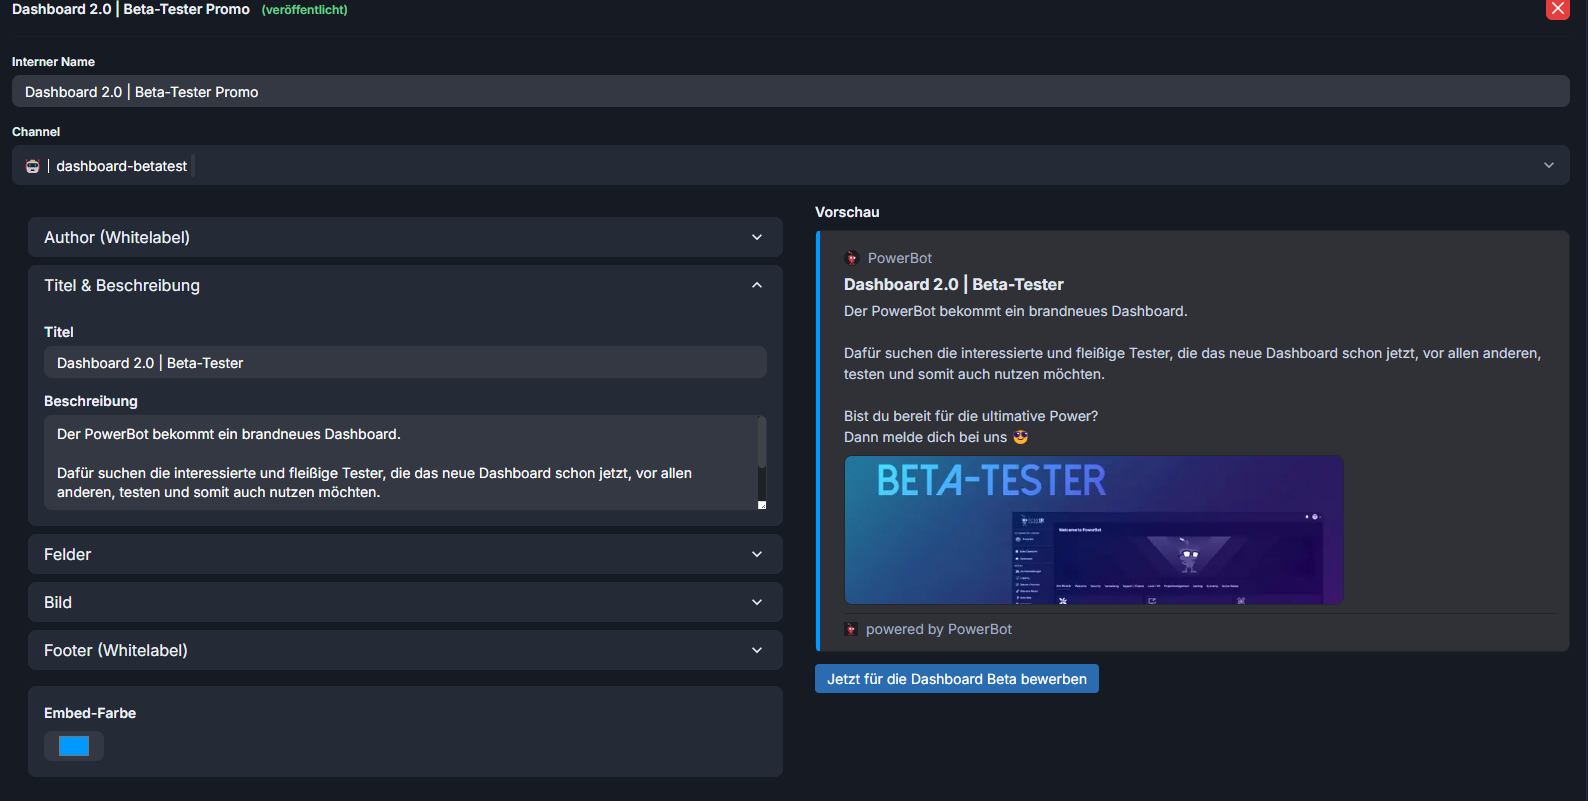 Dashboard 2.0 | Beta-Tester Promo (veröffentlicht)
Interner Name
Dashboard 2.0 | Beta-Tester Promo
Channel
| dashboard-betatest
Author (Whitelabel)
Titel & Beschreibung
Titel
Dashboard 2.0 | Beta-Tester
Beschreibung
Der PowerBot bekommt ein brandneues Dashboard.
Dafür suchen die interessierte und fleißige Tester, die das neue Dashboard schon jetzt, vor allen
anderen, testen und somit auch nutzen möchten.
Felder
Bild
Footer (Whitelabel)
Embed-Farbe
Vorschau
PowerBot
Dashboard 2.0 | Beta-Tester
Der PowerBot bekommt ein brandneues Dashboard.
Dafür suchen die interessierte und fleißige Tester, die das neue Dashboard schon jetzt, vor allen anderen,
testen und somit auch nutzen möchten.
Bist du bereit für die ultimative Power?
Dann melde dich bei uns
BETA-TESTER
Welcome to PowerBot
powered by PowerBot
Jetzt für die Dashboard Beta bewerben